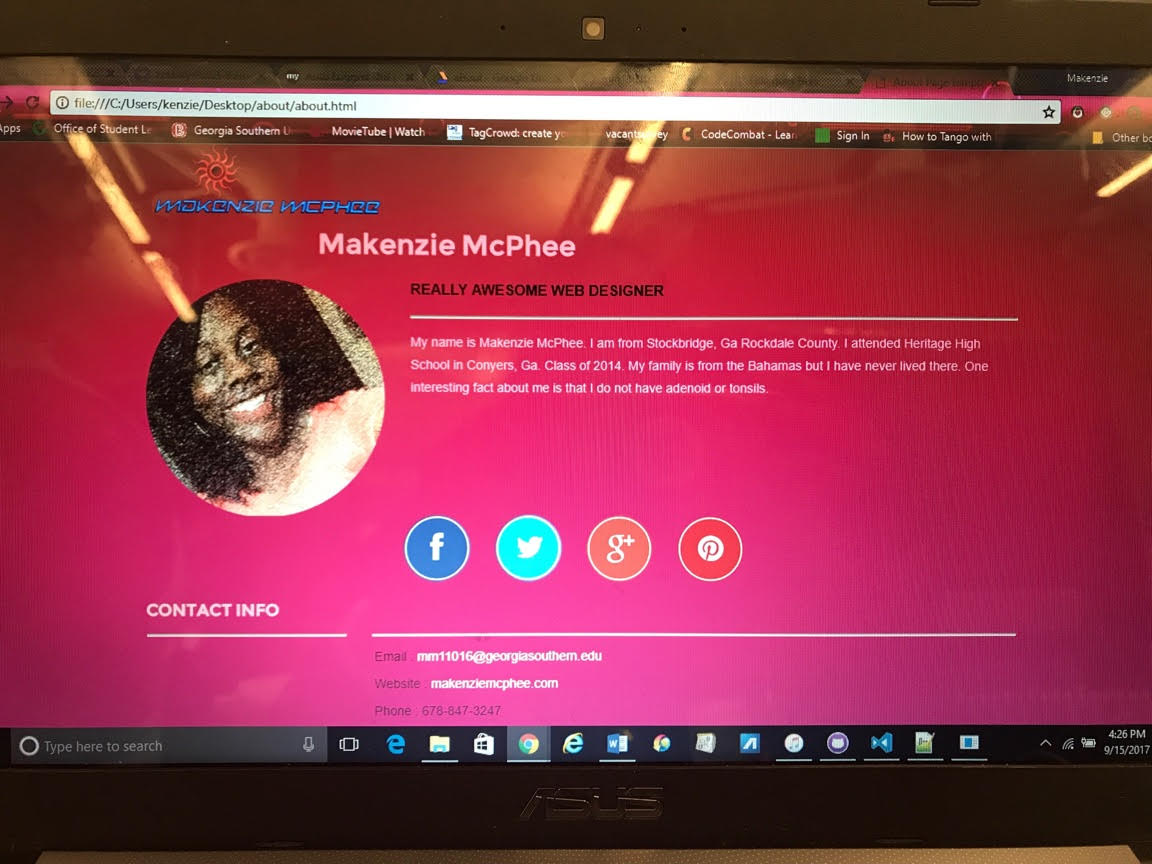 my
Makenzie
file:///C:/Users/kenzie/Desktop/about/about.html
Apps Office of Student Le Georgia Southern U MovieTube | Watch TagCrowd: create yo CodeCombat - Lear Sign In How to Tango with Other bo
MAKENZIE MCPHEE
Makenzie McPhee
REALLY AWESOME WEB DESIGNER
My name is Makenzie McPhee. I am from Stockbridge, Ga Rockdale County. I attended Heritage High
School in Conyers, Ga. Class of 2014. My family is from the Bahamas but I have never lived there. One
interesting fact about me is that I do not have adenoid or tonsils.
f g+
CONTACT INFO
Email : mm11016@georgiasouthern.edu
Website : makenziemcphee.com
Phone : 678-847-3247
Type here to search
4:26 PM
9/15/2017
ASUS